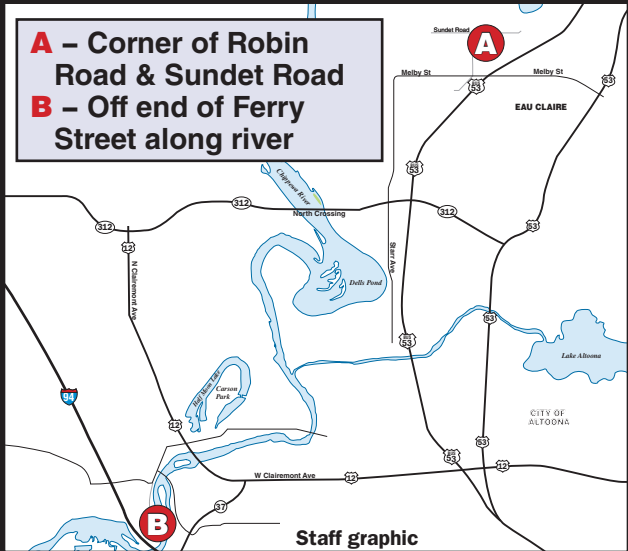 A – Corner of Robin
Road & Sundet Road
B – Off end of Ferry
Street along river
Sundet Road
A
Melby St
Melby St
53
53
EAU CLAIRE
Chippewa River
53
312
312
North Crossing
312
53
12
N Clairemont Ave
Starr Ave
Dells Pond
53
53
Lake Altoona
Half Moon Lake
Carson
Park
94
CITY OF
ALTOONA
12
53
53
12
W Clairemont Ave
12
37
B
Staff graphic